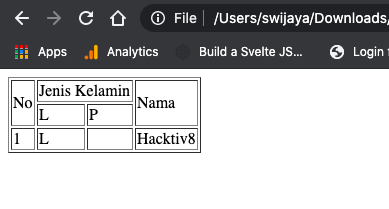 File /Users/swijaya/Downloads/
Apps Analytics Build a Svelte JS... Login
No Jenis Kelamin Nama
L P
1 L Hacktiv8